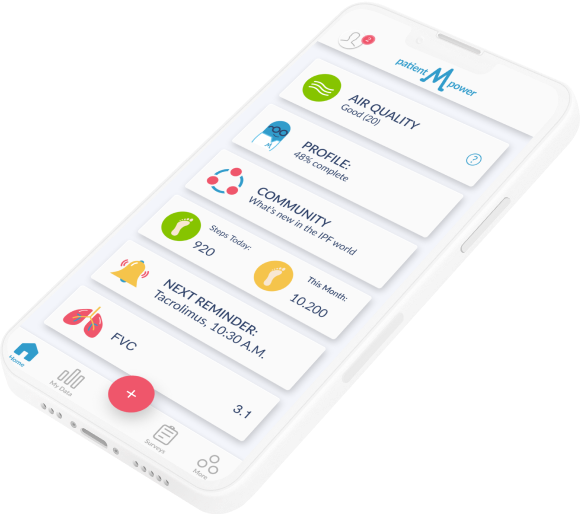 2
patient M power
AIR QUALITY
Good (20)
?
PROFILE:
48% complete
COMMUNITY
What's new in the IPF world
Steps Today:
920
This Month:
10.200
NEXT REMINDER:
Tacrolimus, 10:30 A.M.
FVC
3.1
Home
My Data
+
Surveys
More